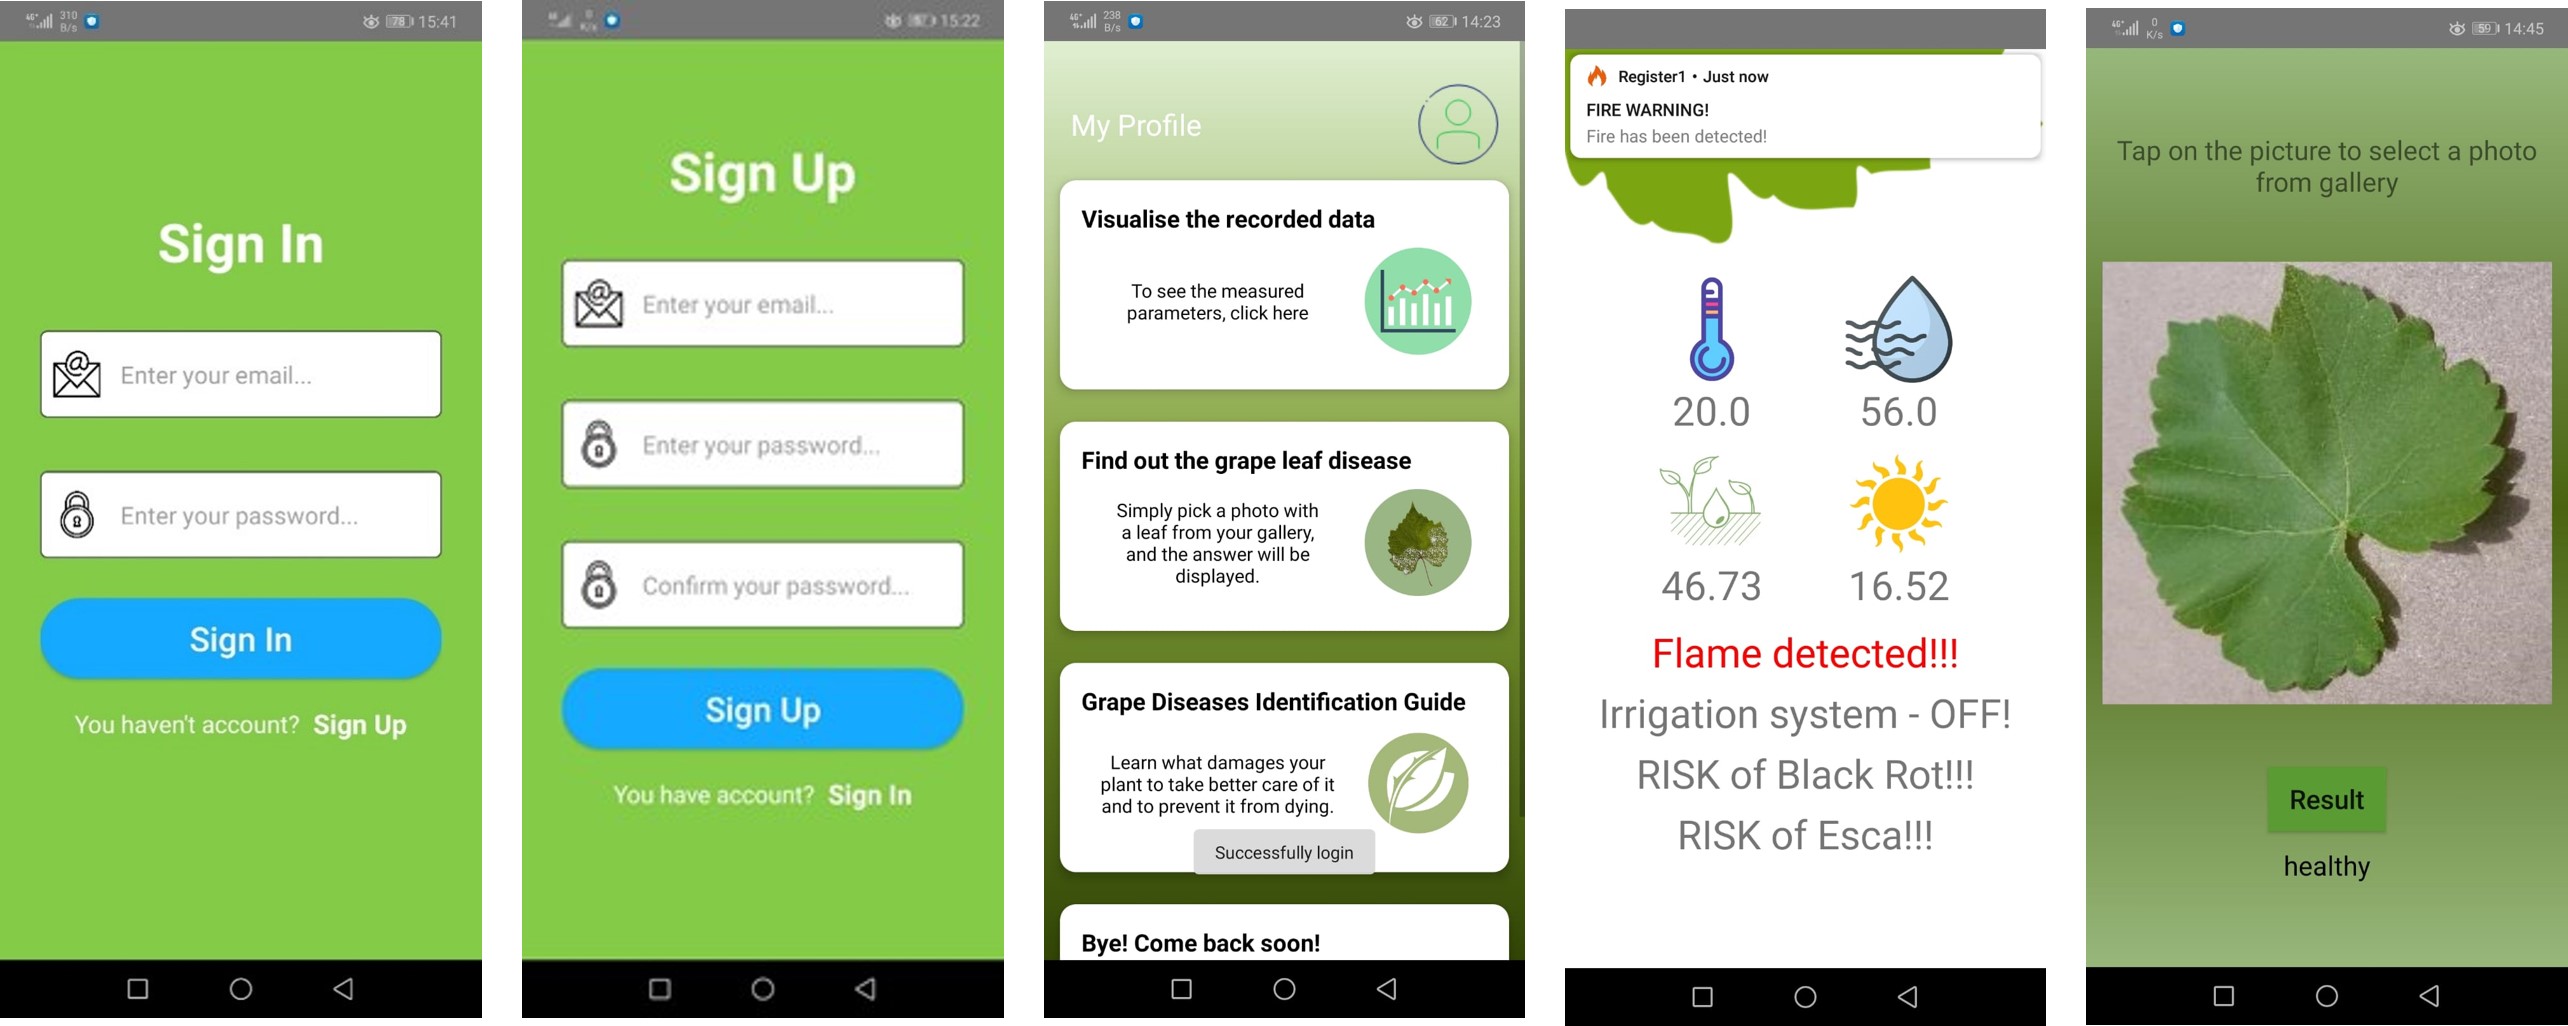 310
B/s
78
15:41
Sign In
Enter your email...
Enter your password...
Sign In
You haven't account? Sign Up
15:22
Sign Up
Enter your email...
Enter your password...
Confirm your password...
Sign Up
You have account? Sign In
238
B/s
62
14:23
My Profile
Visualise the recorded data
To see the measured
parameters, click here
Find out the grape leaf disease
Simply pick a photo with
a leaf from your gallery,
and the answer will be
displayed.
Grape Diseases Identification Guide
Learn what damages your
plant to take better care of it
and to prevent it from dying.
Successfully login
Bye! Come back soon!
Register1 • Just now
FIRE WARNING!
Fire has been detected!
20.0
56.0
46.73
16.52
Flame detected!!!
Irrigation system - OFF!
RISK of Black Rot!!!
RISK of Esca!!!
0
K/s
59
14:45
Tap on the picture to select a photo
from gallery
Result
healthy